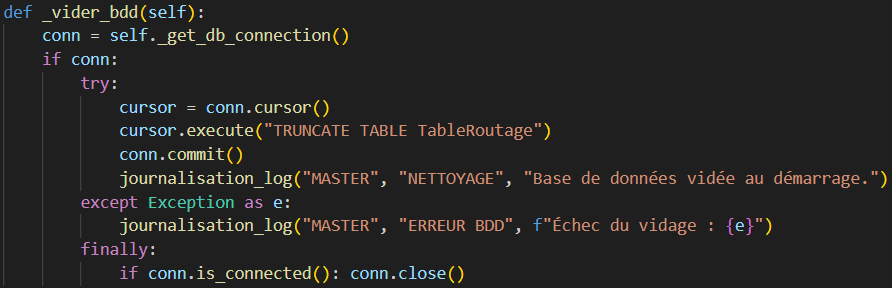 def _vider_bdd(self):
    conn = self._get_db_connection()
    if conn:
        try:
            cursor = conn.cursor()
            cursor.execute("TRUNCATE TABLE TableRoutage")
            conn.commit()
            journalisation_log("MASTER", "NETTOYAGE", "Base de données vidée au démarrage.")
        except Exception as e:
            journalisation_log("MASTER", "ERREUR BDD", f"Échec du vidage : {e}")
        finally:
            if conn.is_connected(): conn.close()